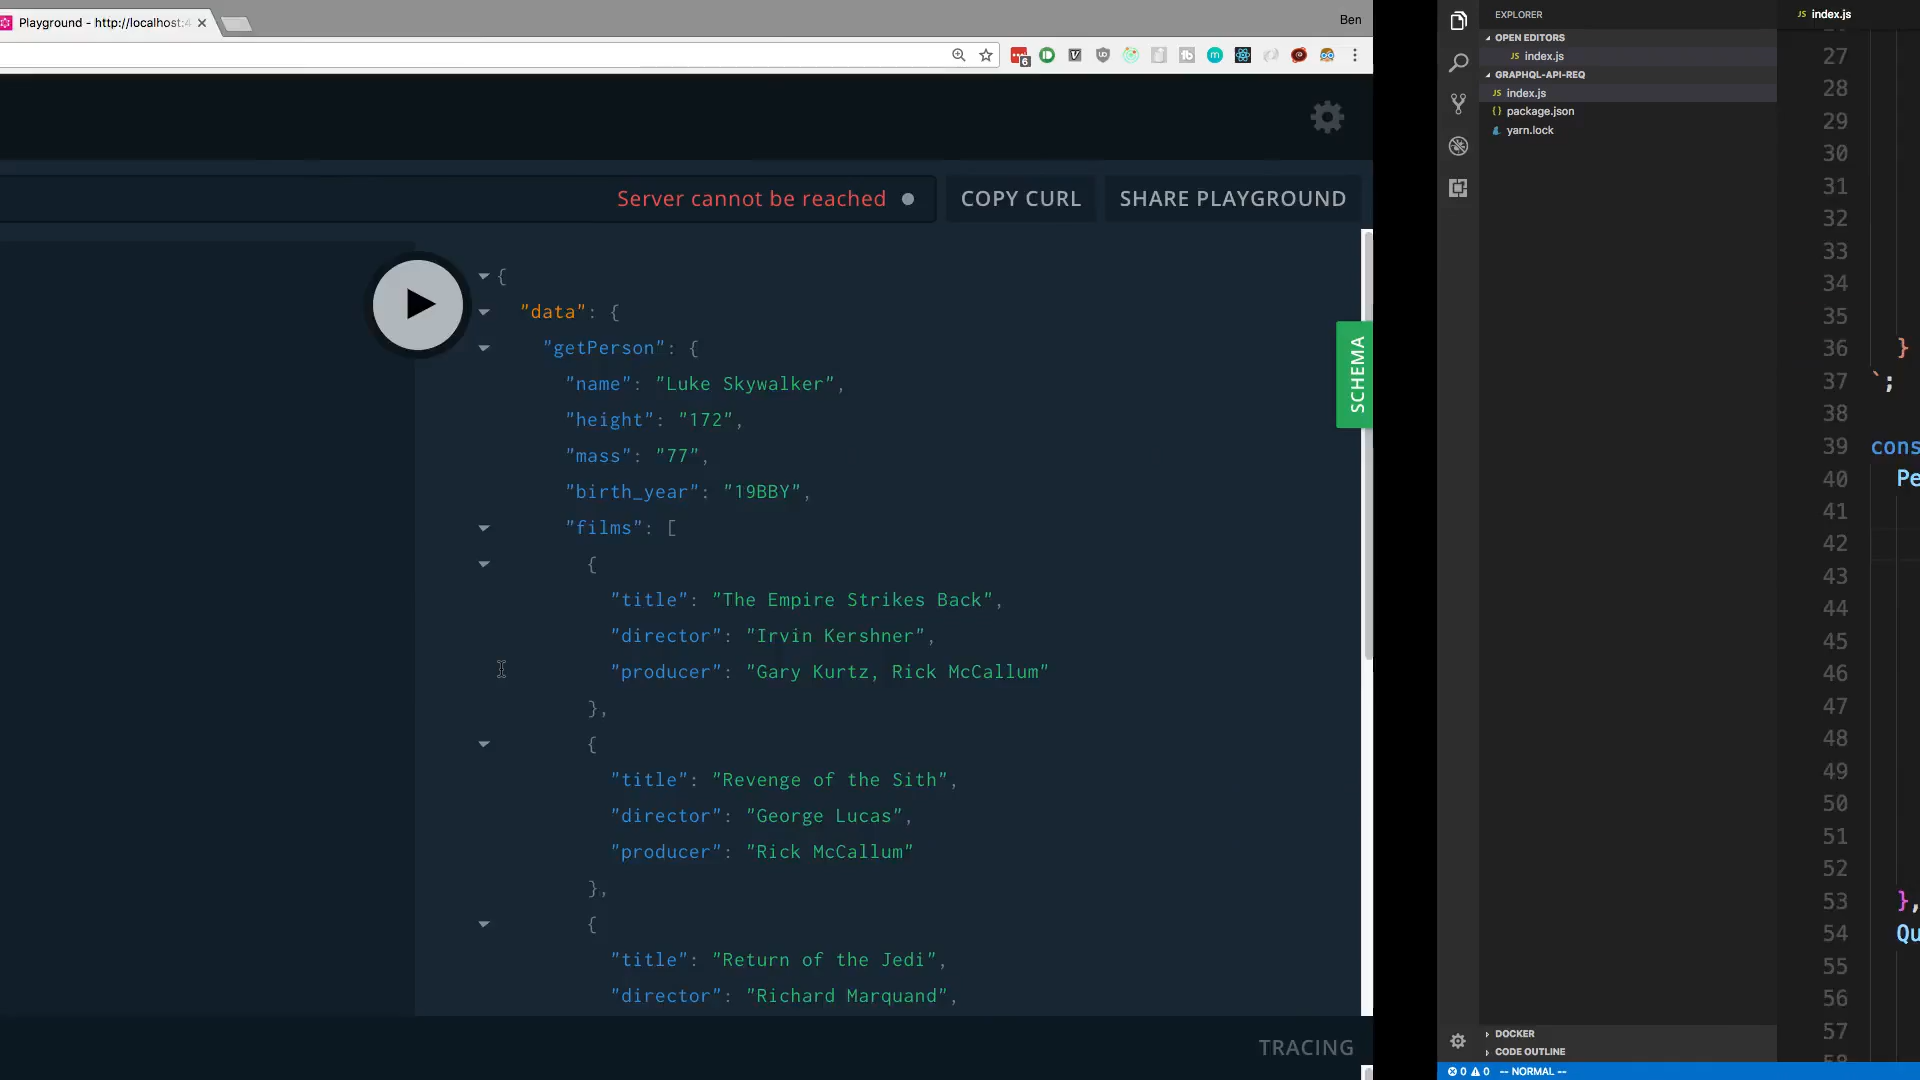 Playground - http://localhost:4
Ben
6
Server cannot be reached
COPY CURL
SHARE PLAYGROUND
{
"data": {
"getPerson": {
"name": "Luke Skywalker",
"height": "172",
"mass": "77",
"birth_year": "19BBY",
"films": [
{
"title": "The Empire Strikes Back",
"director": "Irvin Kershner",
"producer": "Gary Kurtz, Rick McCallum"
},
{
"title": "Revenge of the Sith",
"director": "George Lucas",
"producer": "Rick McCallum"
},
{
"title": "Return of the Jedi",
"director": "Richard Marquand",
SCHEMA
TRACING
EXPLORER
OPEN EDITORS
JS index.js
GRAPHQL-API-REQ
JS index.js
{} package.json
yarn.lock
DOCKER
CODE OUTLINE
0 0 -- NORMAL --
JS index.js
27
28
29
30
31
32
33
34
35
36 }
37 `;
38
39 cons
40 Pe
41
42
43
44
45
46
47
48
49
50
51
52
53 },
54 Qu
55
56
57
58